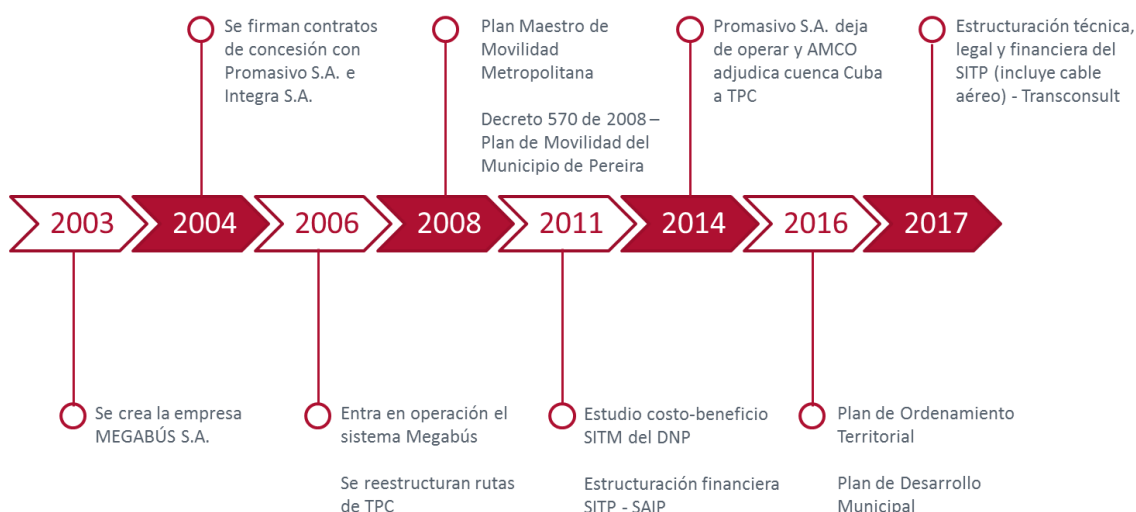 Se firman contratos
de concesión con
Promasivo S.A. e
Integra S.A.
Plan Maestro de
Movilidad
Metropolitana
Decreto 570 de 2008 –
Plan de Movilidad del
Municipio de Pereira
Promasivo S.A. deja
de operar y AMCO
adjudica cuenca Cuba
a TPC
Estructuración técnica,
legal y financiera del
SITP (incluye cable
aéreo) - Transconsult
2003
2004
2006
2008
2011
2014
2016
2017
Se crea la empresa
MEGABÚS S.A.
Entra en operación el
sistema Megabús
Se reestructuran rutas
de TPC
Estudio costo-beneficio
SITM del DNP
Estructuración financiera
SITP - SAIP
Plan de Ordenamiento
Territorial
Plan de Desarrollo
Municipal